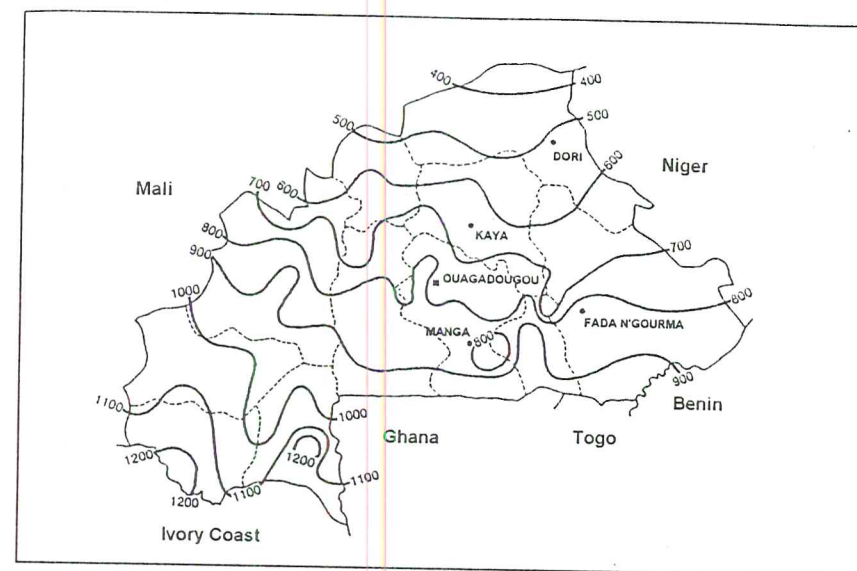 400
400
500
500
DORI
600
Niger
Mali
700
600
800
KAYA
700
900
OUAGADOUGOU
1000
800
FADA N'GOURMA
MANGA
800
900
1100
1000
Benin
Ghana
Togo
1200
1200
1100
1200
1100
Ivory Coast